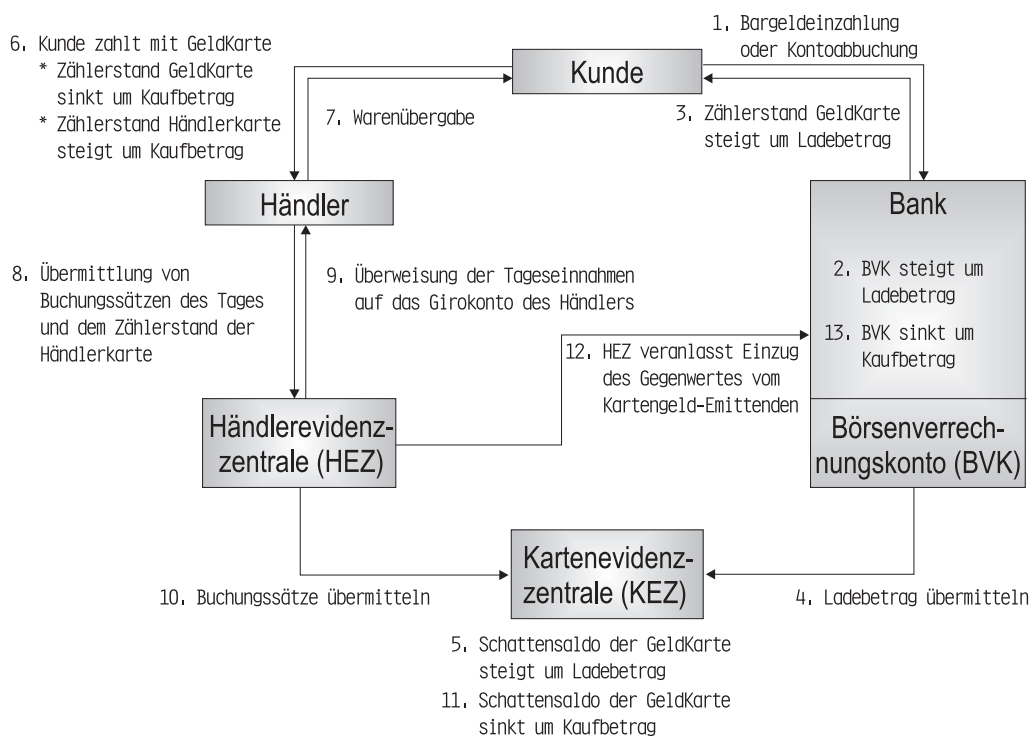 1. Bargeldeinzahlung
oder Kontoabbuchung
6. Kunde zahlt mit GeldKarte
* Zählerstand GeldKarte
sinkt um Kaufbetrag
* Zählerstand Händlerkarte
steigt um Kaufbetrag
Kunde
7. Warenübergabe
3. Zählerstand GeldKarte
steigt um Ladebetrag
Händler
Bank
8. Übermittlung von
Buchungssätzen des Tages
und dem Zählerstand der
Händlerkarte
9. Überweisung der Tageseinnahmen
auf das Girokonto des Händlers
2. BVK steigt um
Ladebetrag
13. BVK sinkt um
Kaufbetrag
12. HEZ veranlasst Einzug
des Gegenwertes vom
Kartengeld-Emittenden
Händlerevidenz-
zentrale (HEZ)
Börsenverrech-
nungskonto (BVK)
Kartenevidenz-
zentrale (KEZ)
10. Buchungssätze übermitteln
4. Ladebetrag übermitteln
5. Schattensaldo der GeldKarte
steigt um Ladebetrag
11. Schattensaldo der GeldKarte
sinkt um Kaufbetrag